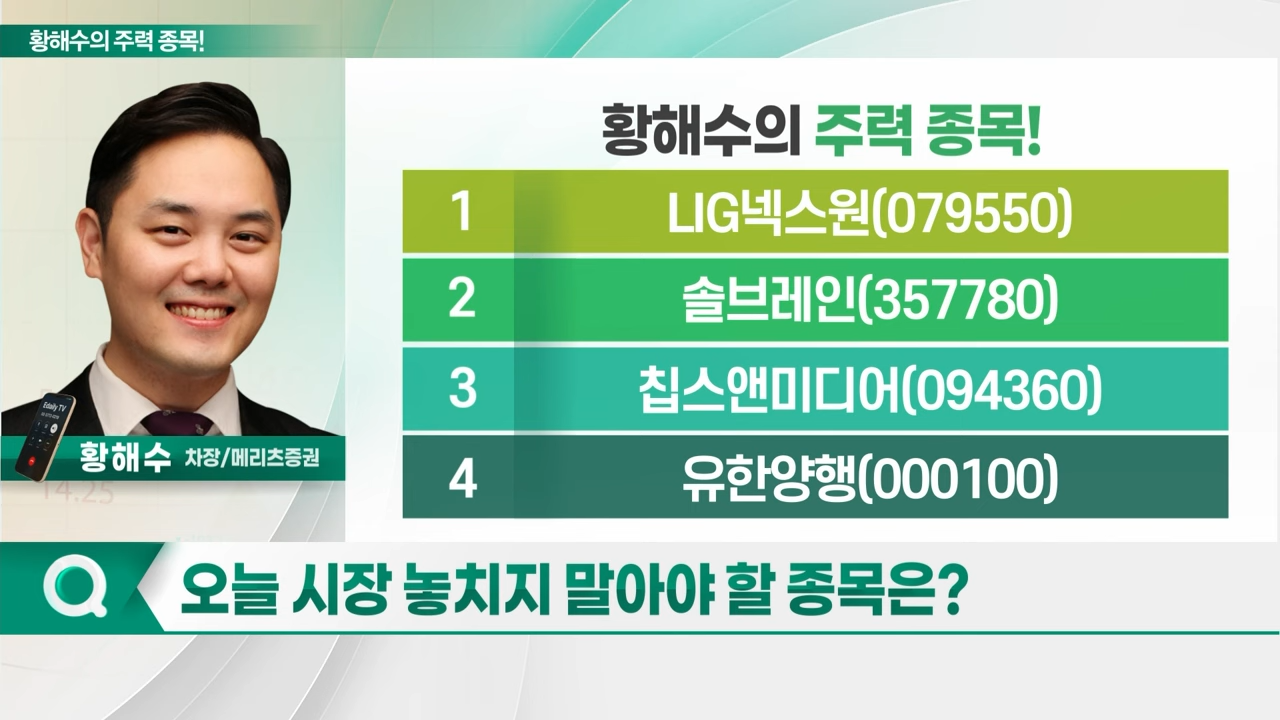 황해수의 주력 종목!
황해수의 주력 종목!
1 LIG넥스원(079550)
2 솔브레인(357780)
3 칩스앤미디어(094360)
4 유한양행(000100)
Edaily TV
황해수 차장/메리츠증권
14.25
오늘 시장 놓치지 말아야 할 종목은?